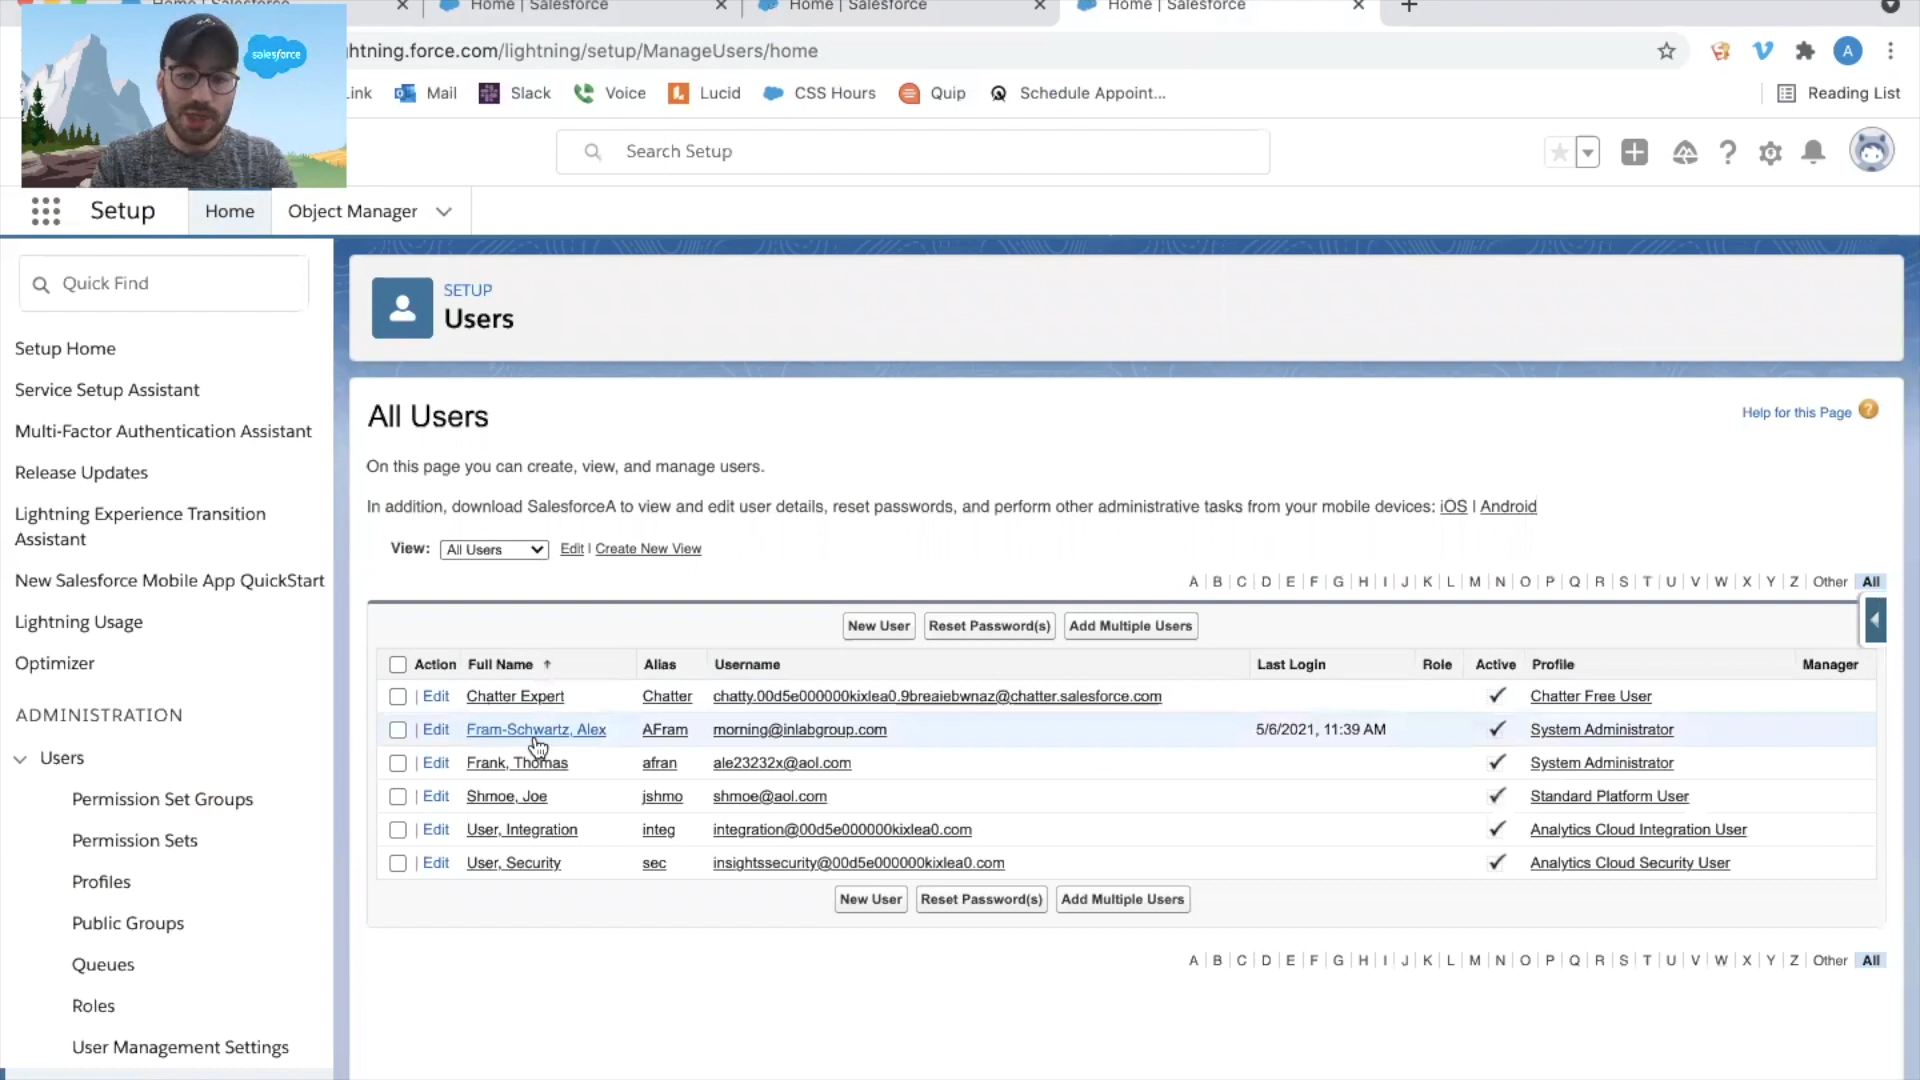 Home | Salesforce
Home | Salesforce
Home | Salesforce
Home | Salesforce
salesforce
htning.force.com/lightning/setup/ManageUsers/home
A
Link
Mail
Slack
Voice
Lucid
CSS Hours
Quip
Schedule Appoint...
Reading List
Search Setup
Setup
Home
Object Manager
Quick Find
Setup Home
Service Setup Assistant
Multi-Factor Authentication Assistant
Release Updates
Lightning Experience Transition
Assistant
New Salesforce Mobile App QuickStart
Lightning Usage
Optimizer
ADMINISTRATION
Users
Permission Set Groups
Permission Sets
Profiles
Public Groups
Queues
Roles
User Management Settings
SETUP
Users
All Users
Help for this Page ?
On this page you can create, view, and manage users.
In addition, download SalesforceA to view and edit user details, reset passwords, and perform other administrative tasks from your mobile devices: iOS | Android
View: All Users Edit | Create New View
A | B | C | D | E | F | G | H | I | J | K | L | M | N | O | P | Q | R | S | T | U | V | W | X | Y | Z | Other | All
New User Reset Password(s) Add Multiple Users
Action Full Name ↑ Alias Username Last Login Role Active Profile Manager
| Edit Chatter Expert Chatter chatty.00d5e000000kixlea0.9breaiebwnaz@chatter.salesforce.com ✓ Chatter Free User
| Edit Fram-Schwartz, Alex AFram morning@inlabgroup.com 5/6/2021, 11:39 AM ✓ System Administrator
| Edit Frank, Thomas afran ale23232x@aol.com ✓ System Administrator
| Edit Shmoe, Joe jshmo shmoe@aol.com ✓ Standard Platform User
| Edit User, Integration integ integration@00d5e000000kixlea0.com ✓ Analytics Cloud Integration User
| Edit User, Security sec insightssecurity@00d5e000000kixlea0.com ✓ Analytics Cloud Security User
New User Reset Password(s) Add Multiple Users
A | B | C | D | E | F | G | H | I | J | K | L | M | N | O | P | Q | R | S | T | U | V | W | X | Y | Z | Other | All